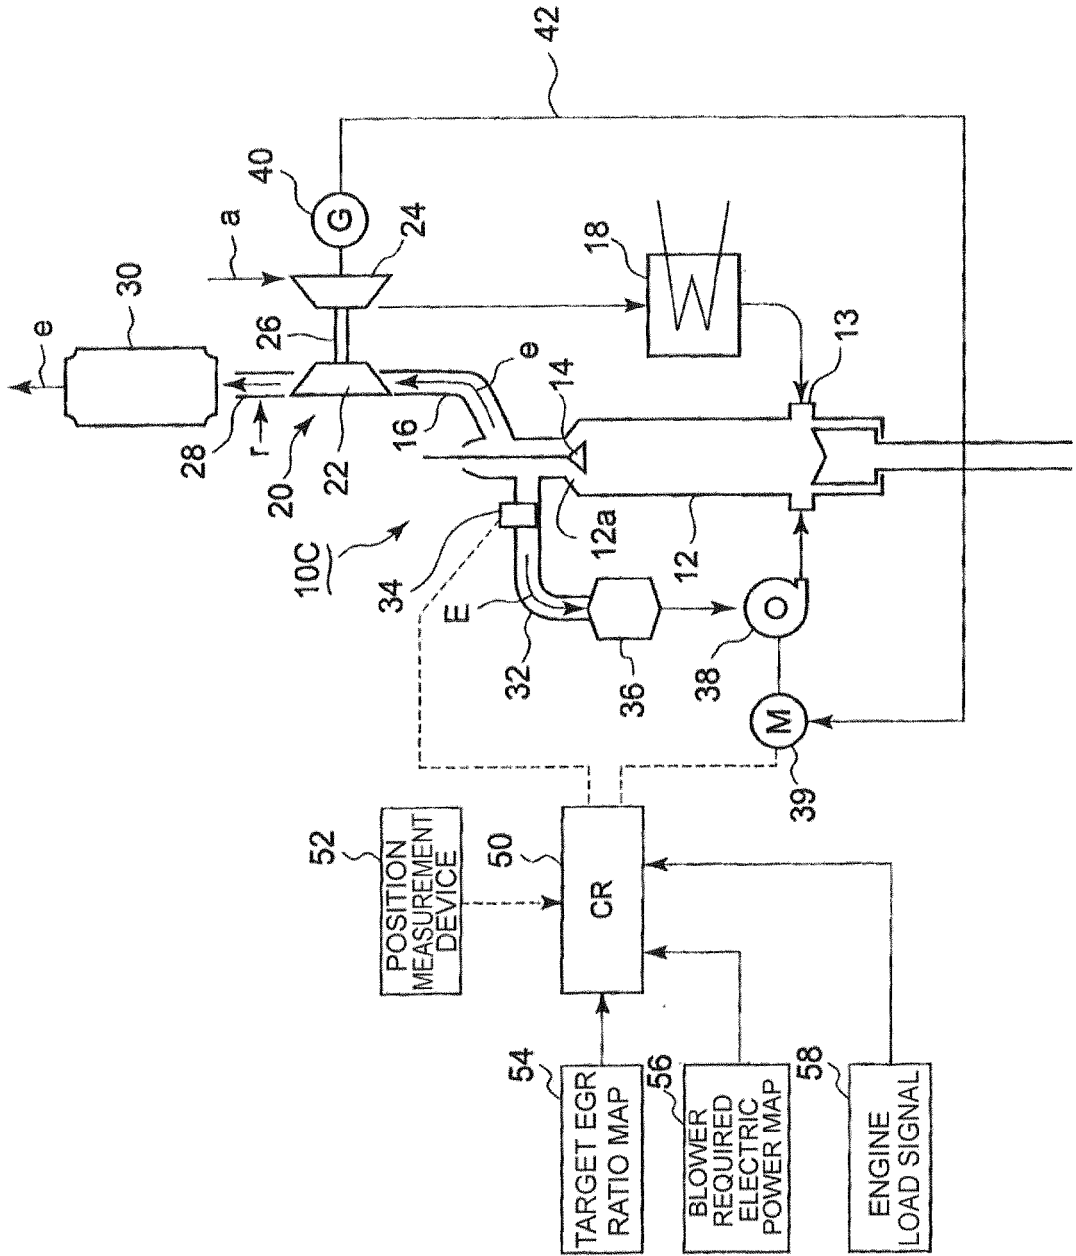 42
40
G
a
24
18
30
e
26
13
28
r
20
22
16
e
14
10C
34
12a
12
E
32
36
38
M
39
52
POSITION
MEASUREMENT
DEVICE
50
CR
54
TARGET EGR
RATIO MAP
56
BLOWER
REQUIRED
ELECTRIC
POWER MAP
58
ENGINE
LOAD SIGNAL